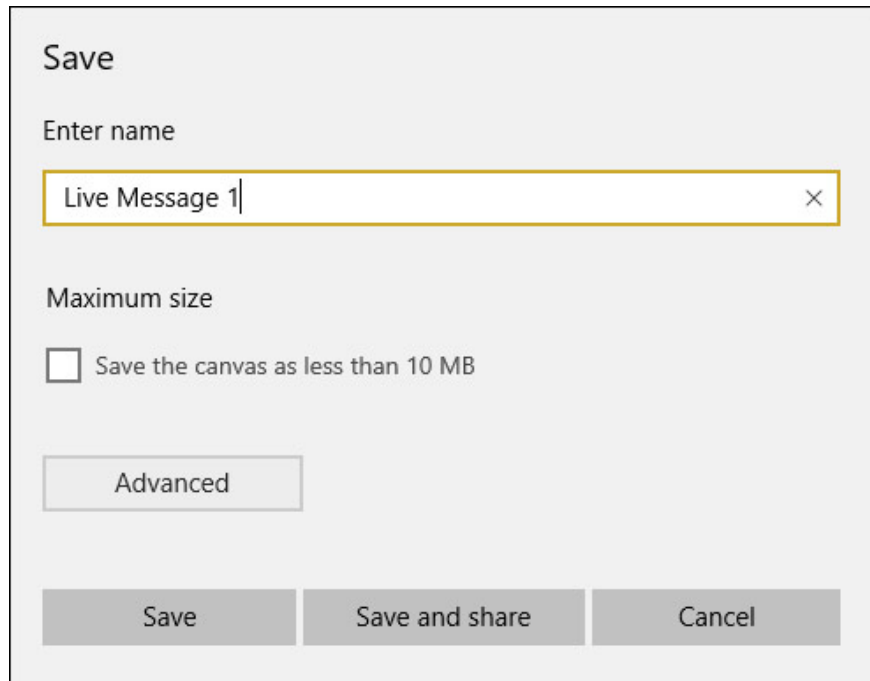 Save
Enter name
Live Message 1
Maximum size
Save the canvas as less than 10 MB
Advanced
Save
Save and share
Cancel